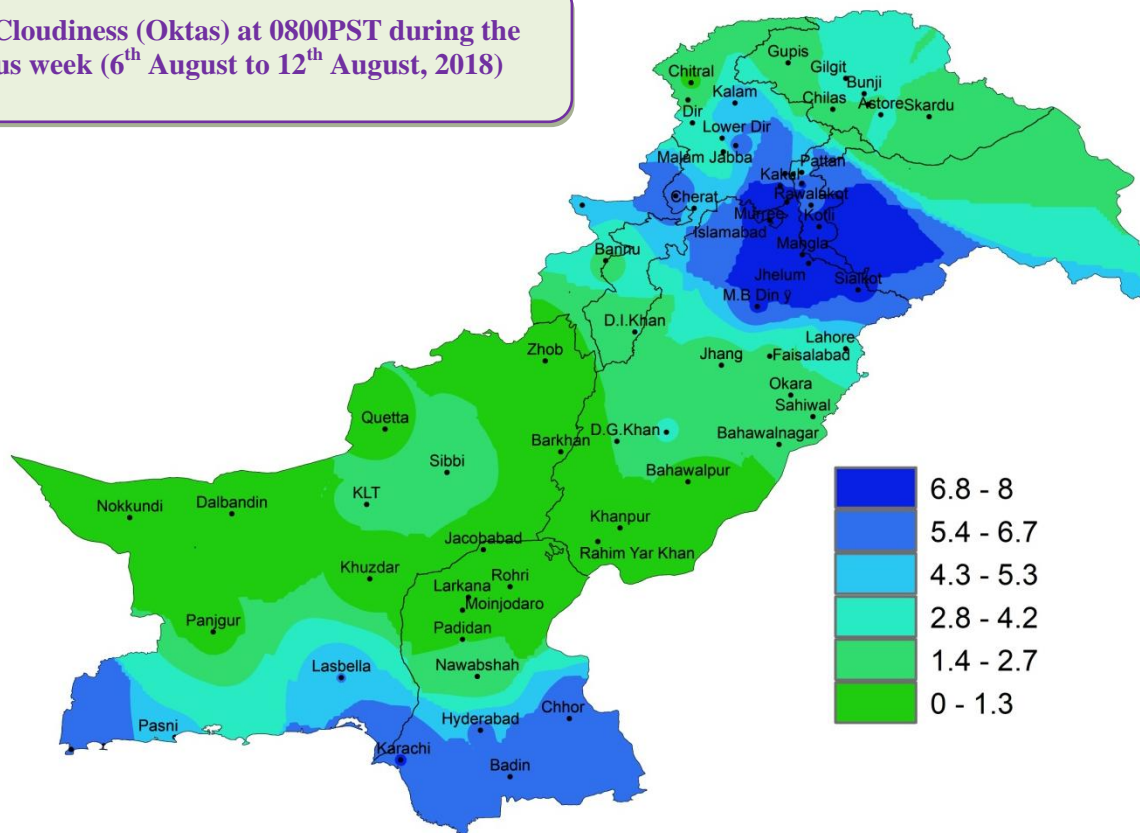 Cloudiness (Oktas) at 0800PST during the
us week (6th August to 12th August, 2018)
Gupis
Gilgit
Chitral
Bunji
Kalam
Chilas
Astore
Skardu
Dir
Lower Dir
Malam Jabba
Pattan
Kakul
Cherat
Rawalakot
Murree
Kotli
Islamabad
Bannu
Mangla
Jhelum
Sialkot
M.B Din ÿ
D.I.Khan
Lahore
Zhob
Jhang
Faisalabad
Okara
Sahiwal
Quetta
D.G.Khan
Bahawalnagar
Barkhan
Sibbi
Bahawalpur
KLT
Nokkundi
Dalbandin
Khanpur
Jacobabad
Rahim Yar Khan
Khuzdar
Rohri
Larkana
Moinjodaro
Panjgur
Padidan
Lasbella
Nawabshah
Pasni
Hyderabad
Chhor
Karachi
Badin
6.8 - 8
5.4 - 6.7
4.3 - 5.3
2.8 - 4.2
1.4 - 2.7
0 - 1.3